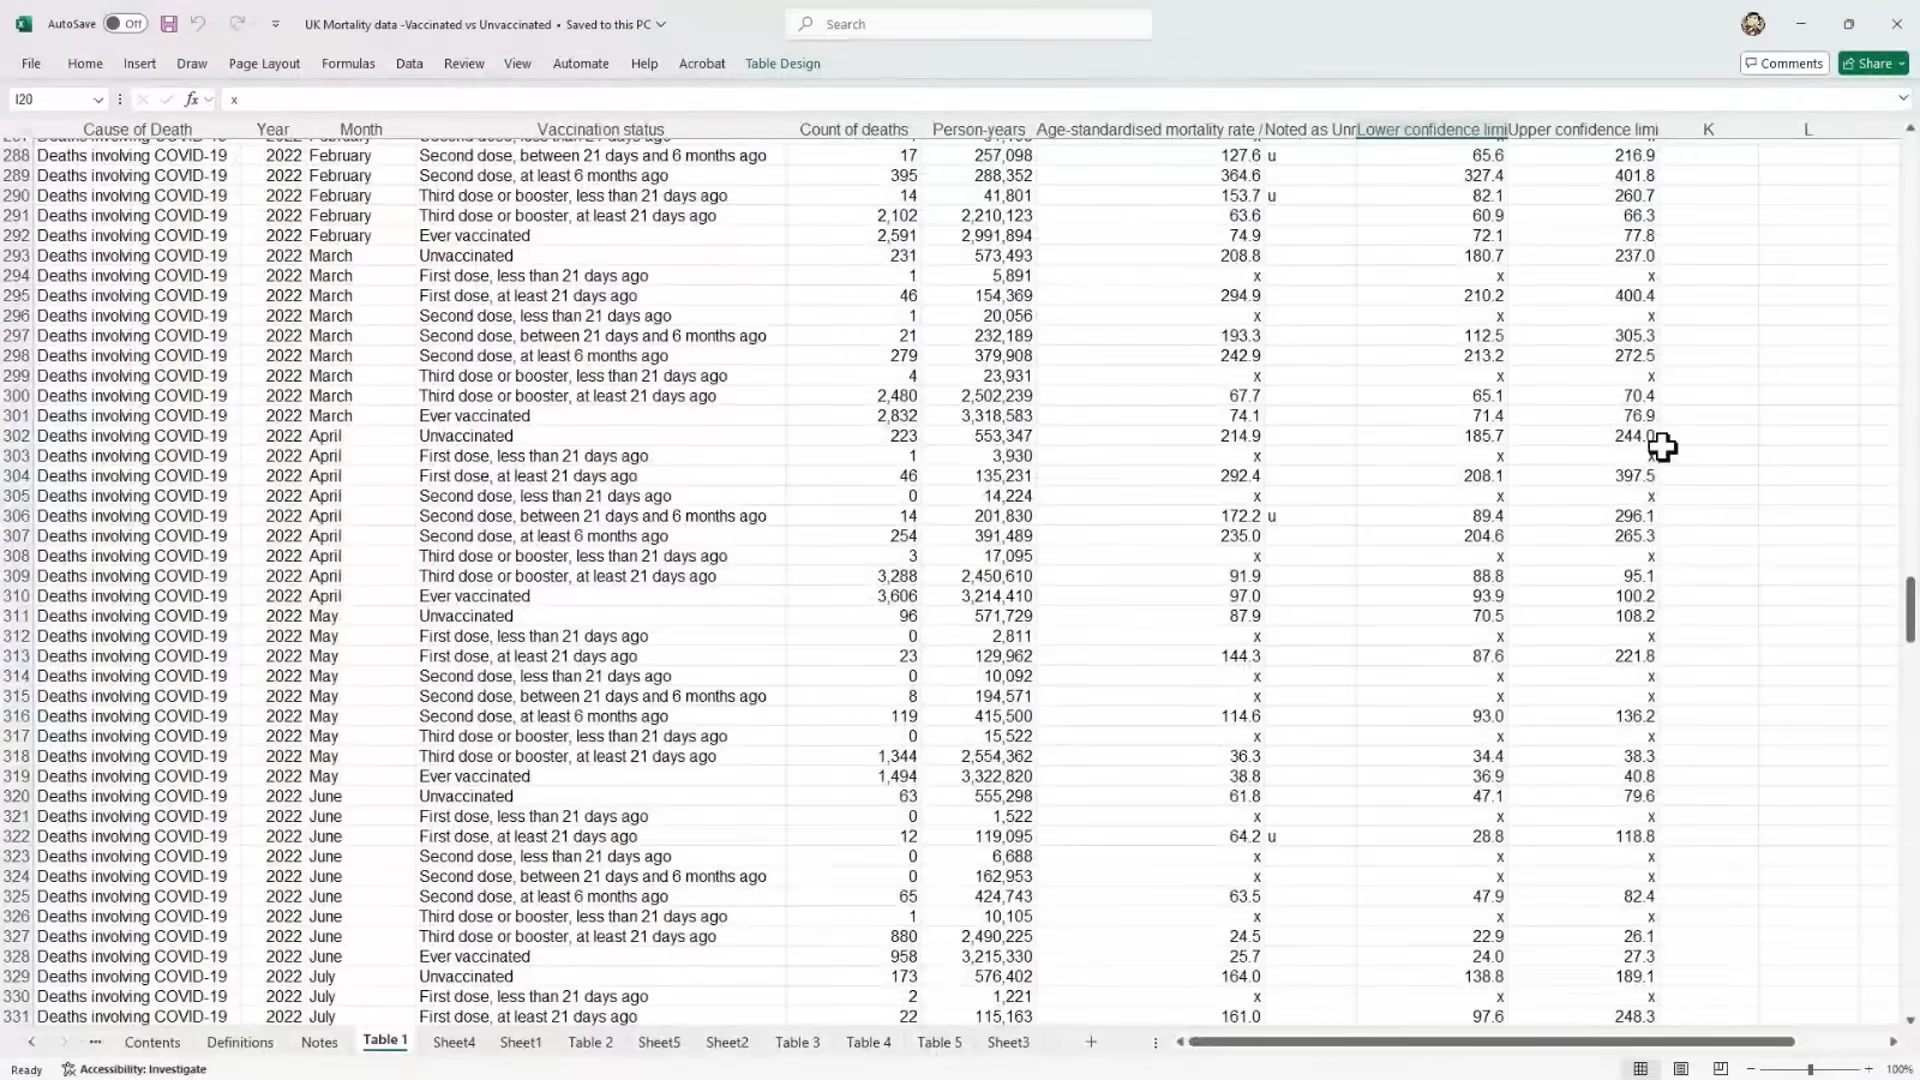 AutoSave Off UK Mortality data -Vaccinated vs Unvaccinated • Saved to this PC Search
File Home Insert Draw Page Layout Formulas Data Review View Automate Help Acrobat Table Design Comments Share
I20 fx x
Cause of Death Year Month Vaccination status Count of deaths Person-years Age-standardised mortality rate / Noted as Unr Lower confidence limi Upper confidence limi K L
288 Deaths involving COVID-19 2022 February Second dose, between 21 days and 6 months ago 17 257,098 127.6 u 65.6 216.9
289 Deaths involving COVID-19 2022 February Second dose, at least 6 months ago 395 288,352 364.6 327.4 401.8
290 Deaths involving COVID-19 2022 February Third dose or booster, less than 21 days ago 14 41,801 153.7 u 82.1 260.7
291 Deaths involving COVID-19 2022 February Third dose or booster, at least 21 days ago 2,102 2,210,123 63.6 60.9 66.3
292 Deaths involving COVID-19 2022 February Ever vaccinated 2,591 2,991,894 74.9 72.1 77.8
293 Deaths involving COVID-19 2022 March Unvaccinated 231 573,493 208.8 180.7 237.0
294 Deaths involving COVID-19 2022 March First dose, less than 21 days ago 1 5,891 x x x
295 Deaths involving COVID-19 2022 March First dose, at least 21 days ago 46 154,369 294.9 210.2 400.4
296 Deaths involving COVID-19 2022 March Second dose, less than 21 days ago 1 20,056 x x x
297 Deaths involving COVID-19 2022 March Second dose, between 21 days and 6 months ago 21 232,189 193.3 112.5 305.3
298 Deaths involving COVID-19 2022 March Second dose, at least 6 months ago 279 379,908 242.9 213.2 272.5
299 Deaths involving COVID-19 2022 March Third dose or booster, less than 21 days ago 4 23,931 x x x
300 Deaths involving COVID-19 2022 March Third dose or booster, at least 21 days ago 2,480 2,502,239 67.7 65.1 70.4
301 Deaths involving COVID-19 2022 March Ever vaccinated 2,832 3,318,583 74.1 71.4 76.9
302 Deaths involving COVID-19 2022 April Unvaccinated 223 553,347 214.9 185.7 244.0
303 Deaths involving COVID-19 2022 April First dose, less than 21 days ago 1 3,930 x x x
304 Deaths involving COVID-19 2022 April First dose, at least 21 days ago 46 135,231 292.4 208.1 397.5
305 Deaths involving COVID-19 2022 April Second dose, less than 21 days ago 0 14,224 x x x
306 Deaths involving COVID-19 2022 April Second dose, between 21 days and 6 months ago 14 201,830 172.2 u 89.4 296.1
307 Deaths involving COVID-19 2022 April Second dose, at least 6 months ago 254 391,489 235.0 204.6 265.3
308 Deaths involving COVID-19 2022 April Third dose or booster, less than 21 days ago 3 17,095 x x x
309 Deaths involving COVID-19 2022 April Third dose or booster, at least 21 days ago 3,288 2,450,610 91.9 88.8 95.1
310 Deaths involving COVID-19 2022 April Ever vaccinated 3,606 3,214,410 97.0 93.9 100.2
311 Deaths involving COVID-19 2022 May Unvaccinated 96 571,729 87.9 70.5 108.2
312 Deaths involving COVID-19 2022 May First dose, less than 21 days ago 0 2,811 x x x
313 Deaths involving COVID-19 2022 May First dose, at least 21 days ago 23 129,962 144.3 87.6 221.8
314 Deaths involving COVID-19 2022 May Second dose, less than 21 days ago 0 10,092 x x x
315 Deaths involving COVID-19 2022 May Second dose, between 21 days and 6 months ago 8 194,571 x x x
316 Deaths involving COVID-19 2022 May Second dose, at least 6 months ago 119 415,500 114.6 93.0 136.2
317 Deaths involving COVID-19 2022 May Third dose or booster, less than 21 days ago 0 15,522 x x x
318 Deaths involving COVID-19 2022 May Third dose or booster, at least 21 days ago 1,344 2,554,362 36.3 34.4 38.3
319 Deaths involving COVID-19 2022 May Ever vaccinated 1,494 3,322,820 38.8 36.9 40.8
320 Deaths involving COVID-19 2022 June Unvaccinated 63 555,298 61.8 47.1 79.6
321 Deaths involving COVID-19 2022 June First dose, less than 21 days ago 0 1,522 x x x
322 Deaths involving COVID-19 2022 June First dose, at least 21 days ago 12 119,095 64.2 u 28.8 118.8
323 Deaths involving COVID-19 2022 June Second dose, less than 21 days ago 0 6,688 x x x
324 Deaths involving COVID-19 2022 June Second dose, between 21 days and 6 months ago 0 162,953 x x x
325 Deaths involving COVID-19 2022 June Second dose, at least 6 months ago 65 424,743 63.5 47.9 82.4
326 Deaths involving COVID-19 2022 June Third dose or booster, less than 21 days ago 1 10,105 x x x
327 Deaths involving COVID-19 2022 June Third dose or booster, at least 21 days ago 880 2,490,225 24.5 22.9 26.1
328 Deaths involving COVID-19 2022 June Ever vaccinated 958 3,215,330 25.7 24.0 27.3
329 Deaths involving COVID-19 2022 July Unvaccinated 173 576,402 164.0 138.8 189.1
330 Deaths involving COVID-19 2022 July First dose, less than 21 days ago 2 1,221 x x x
331 Deaths involving COVID-19 2022 July First dose, at least 21 days ago 22 115,163 161.0 97.6 248.3
Contents Definitions Notes Table 1 Sheet4 Sheet1 Table 2 Sheet5 Sheet2 Table 3 Table 4 Table 5 Sheet3
Ready Accessibility: Investigate 100%